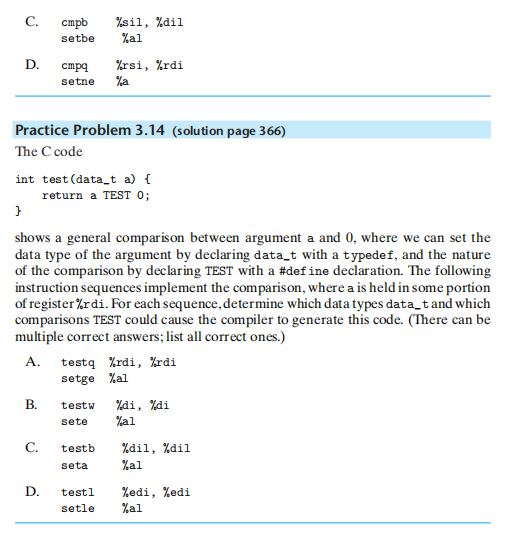 C. cmpb %sil, %dil
setbe %al
D. cmpq %rsi, %rdi
setne %a
Practice Problem 3.14 (solution page 366)
The C code
int test(data_t a) {
return a TEST 0;
}
shows a general comparison between argument a and 0, where we can set the
data type of the argument by declaring data_t with a typedef, and the nature
of the comparison by declaring TEST with a #define declaration. The following
instruction sequences implement the comparison, where a is held in some portion
of register %rdi. For each sequence, determine which data types data_t and which
comparisons TEST could cause the compiler to generate this code. (There can be
multiple correct answers; list all correct ones.)
A. testq %rdi, %rdi
setge %al
B. testw %di, %di
sete %al
C. testb %dil, %dil
seta %al
D. testl %edi, %edi
setle %al